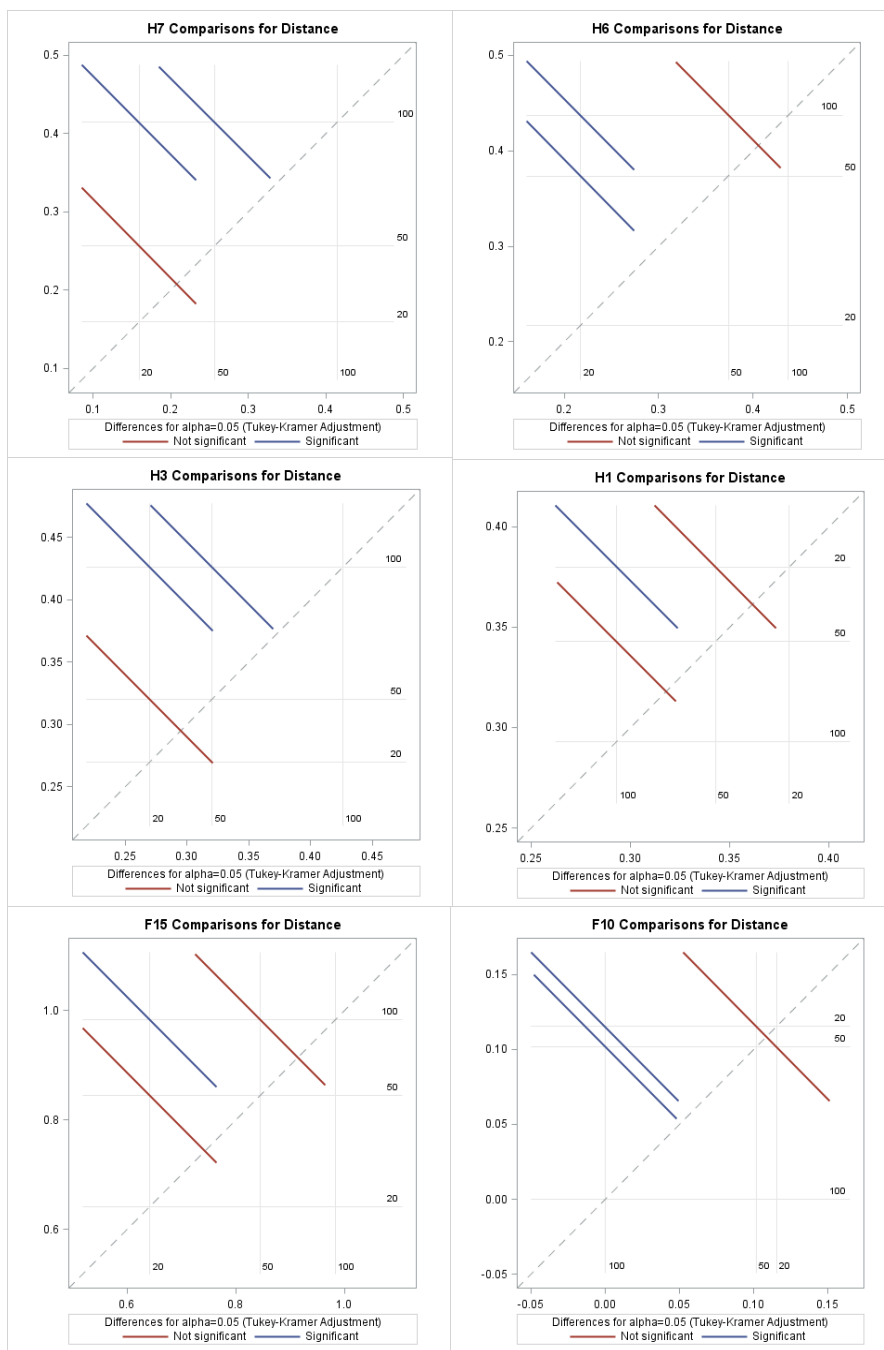 H7 Comparisons for Distance
0.5
0.4
0.3
0.2
0.1
100
50
20
20 50 100
0.1 0.2 0.3 0.4 0.5
Differences for alpha=0.05 (Tukey-Kramer Adjustment)
Not significant Significant
H6 Comparisons for Distance
0.5
0.4
0.3
0.2
100
50
20
20 50 100
0.2 0.3 0.4 0.5
Differences for alpha=0.05 (Tukey-Kramer Adjustment)
Not significant Significant
H3 Comparisons for Distance
0.45
0.40
0.35
0.30
0.25
100
50
20
20 50 100
0.25 0.30 0.35 0.40 0.45
Differences for alpha=0.05 (Tukey-Kramer Adjustment)
Not significant Significant
H1 Comparisons for Distance
0.40
0.35
0.30
0.25
20
50
100
100 50 20
0.25 0.30 0.35 0.40
Differences for alpha=0.05 (Tukey-Kramer Adjustment)
Not significant Significant
F15 Comparisons for Distance
1.0
0.8
0.6
100
50
20
20 50 100
0.6 0.8 1.0
Differences for alpha=0.05 (Tukey-Kramer Adjustment)
Not significant Significant
F10 Comparisons for Distance
0.15
0.10
0.05
0.00
-0.05
20
50
100
100 50 20
-0.05 0.00 0.05 0.10 0.15
Differences for alpha=0.05 (Tukey-Kramer Adjustment)
Not significant Significant